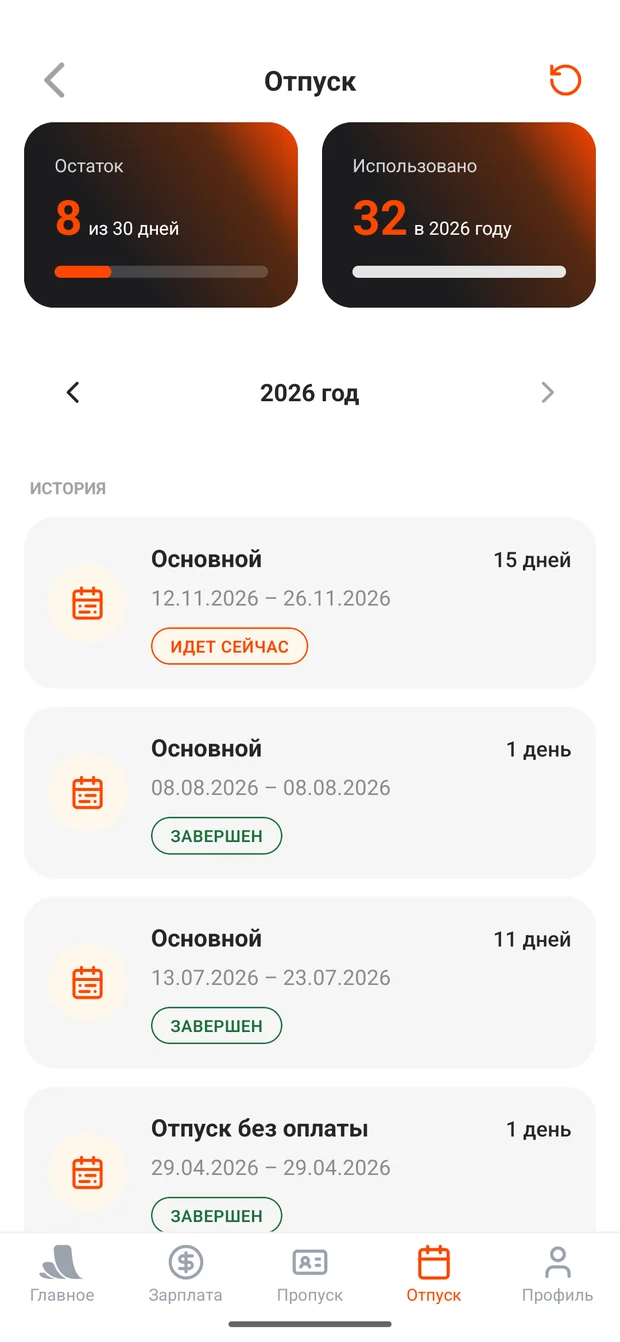 Отпуск
Остаток
8 из 30 дней
Использовано
32 в 2026 году
2026 год
ИСТОРИЯ
Основной
15 дней
12.11.2026 – 26.11.2026
ИДЕТ СЕЙЧАС
Основной
1 день
08.08.2026 – 08.08.2026
ЗАВЕРШЕН
Основной
11 дней
13.07.2026 – 23.07.2026
ЗАВЕРШЕН
Отпуск без оплаты
1 день
29.04.2026 – 29.04.2026
ЗАВЕРШЕН
Главное
Зарплата
Пропуск
Отпуск
Профиль